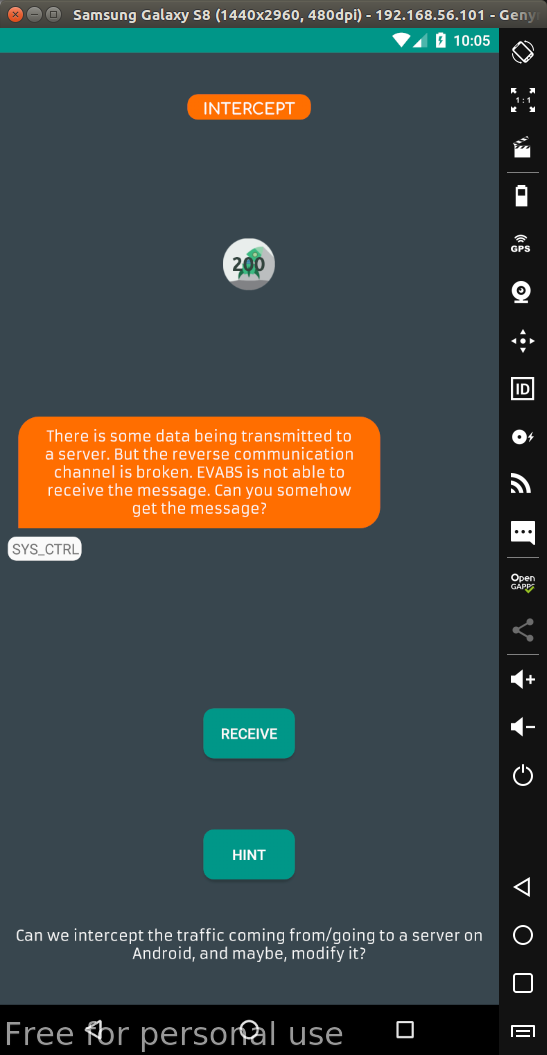 Samsung Galaxy S8 (1440x2960, 480dpi) - 192.168.56.101 - Geny
10:05
INTERCEPT
200
There is some data being transmitted to
a server. But the reverse communication
channel is broken. EVABS is not able to
receive the message. Can you somehow
get the message?
SYS_CTRL
RECEIVE
HINT
Can we intercept the traffic coming from/going to a server on
Android, and maybe, modify it?
Free for personal use
1:1
GPS
ID
Open
GAPPS